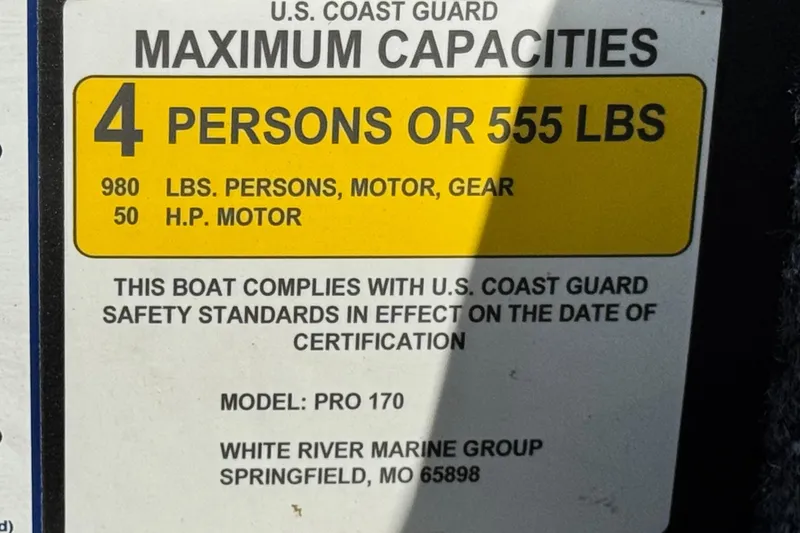 U.S. COAST GUARD
MAXIMUM CAPACITIES
4 PERSONS OR 555 LBS
980 LBS. PERSONS, MOTOR, GEAR
50 H.P. MOTOR
THIS BOAT COMPLIES WITH U.S. COAST GUARD
SAFETY STANDARDS IN EFFECT ON THE DATE OF
CERTIFICATION
MODEL: PRO 170
WHITE RIVER MARINE GROUP
SPRINGFIELD, MO 65898